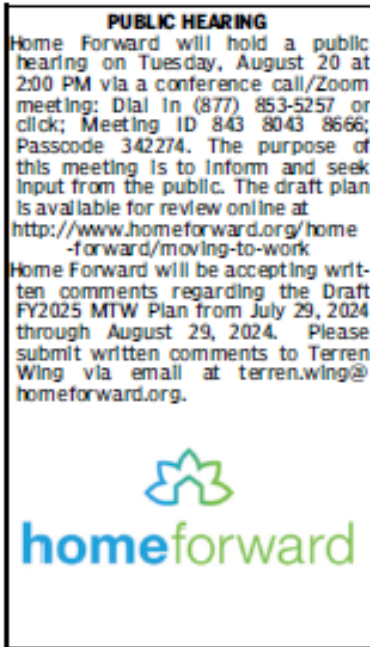 PUBLIC HEARING
Home Forward will hold a public
hearing on Tuesday, August 20 at
2:00 PM via a conference call/Zoom
meeting: Dial in (877) 853-5257 or
click; Meeting ID 843 8043 8666;
Passcode 342274. The purpose of
this meeting is to inform and seek
input from the public. The draft plan
is available for review online at
http://www.homeforward.org/home
-forward/moving-to-work
Home Forward will be accepting writ-
ten comments regarding the Draft
FY2025 MTW Plan from July 29, 2024
through August 29, 2024. Please
submit written comments to Terren
Wing via email at terren.wing@
homeforward.org.
homeforward